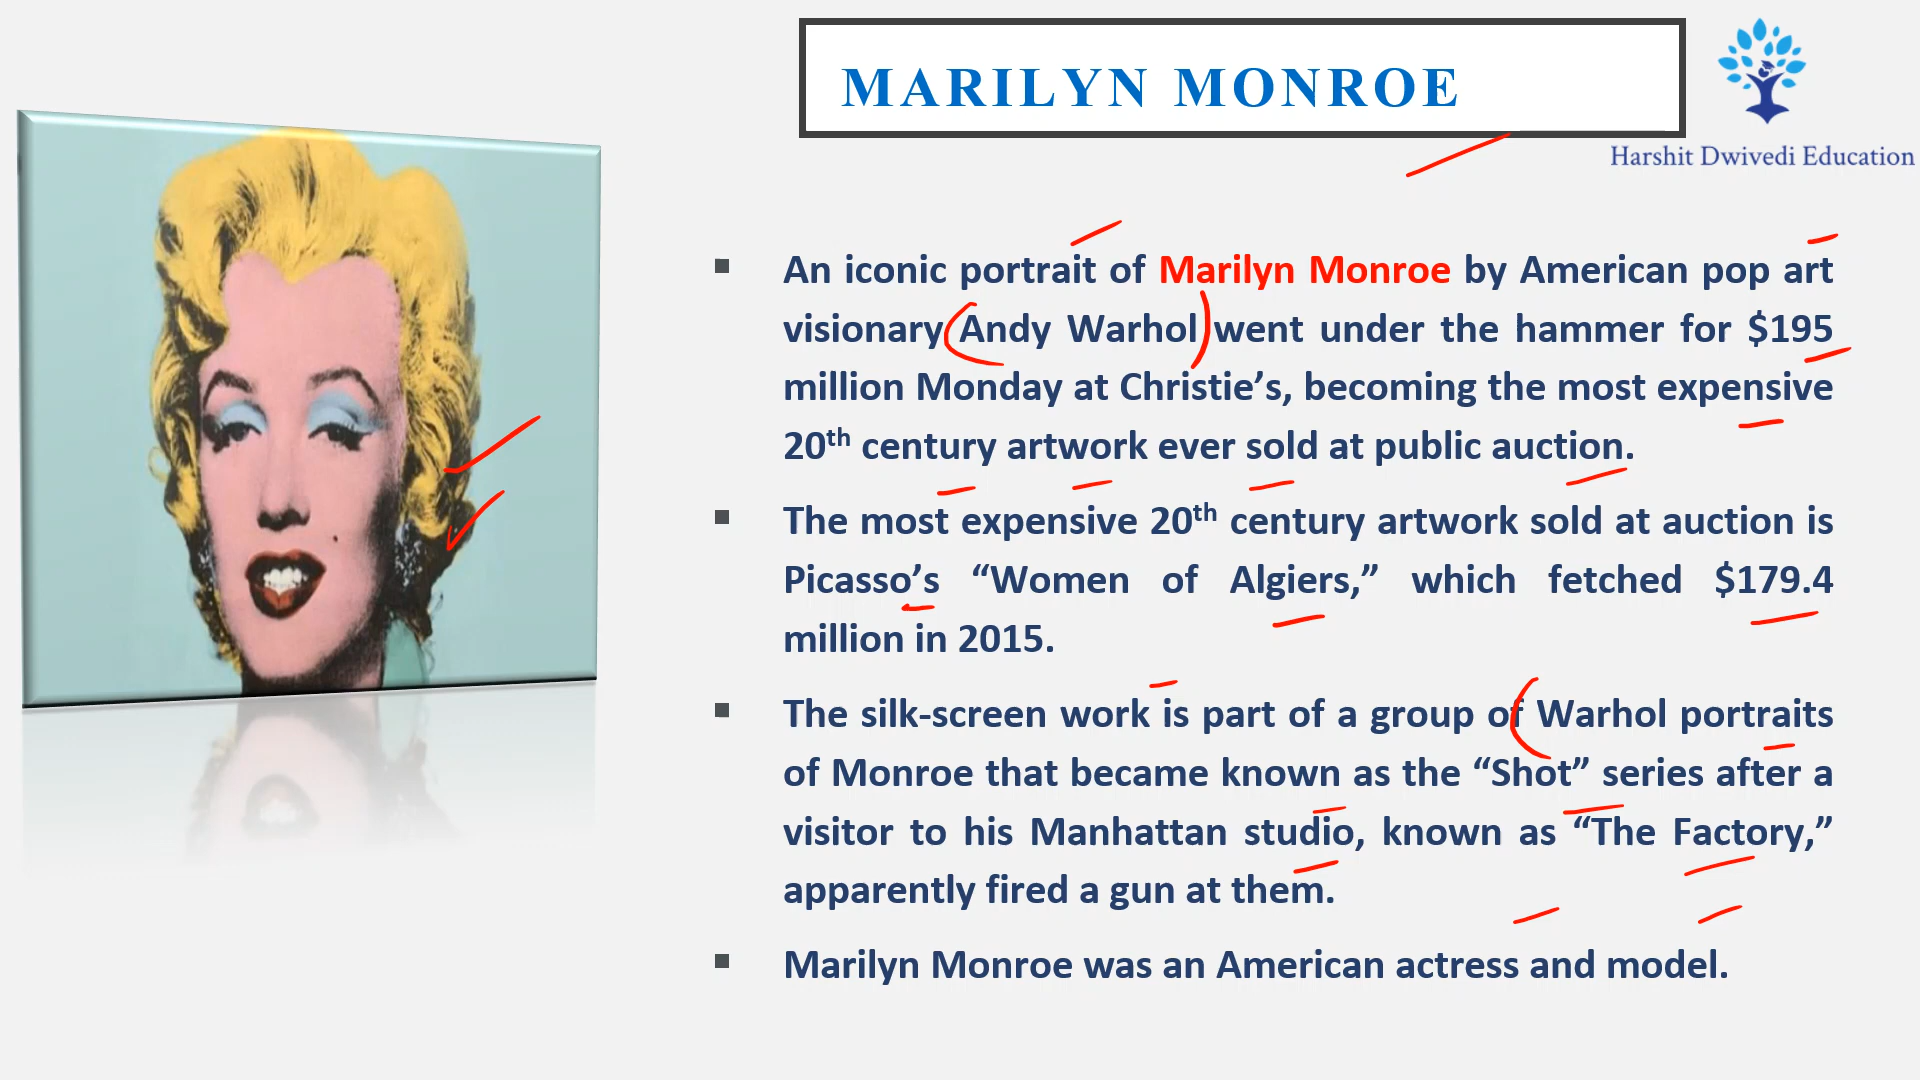 MARILYN MONROE
Harshit Dwivedi Education
▪ An iconic portrait of Marilyn Monroe by American pop art
visionary Andy Warhol went under the hammer for $195
million Monday at Christie’s, becoming the most expensive
20th century artwork ever sold at public auction.
▪ The most expensive 20th century artwork sold at auction is
Picasso’s “Women of Algiers,” which fetched $179.4
million in 2015.
▪ The silk-screen work is part of a group of Warhol portraits
of Monroe that became known as the “Shot” series after a
visitor to his Manhattan studio, known as “The Factory,”
apparently fired a gun at them.
▪ Marilyn Monroe was an American actress and model.